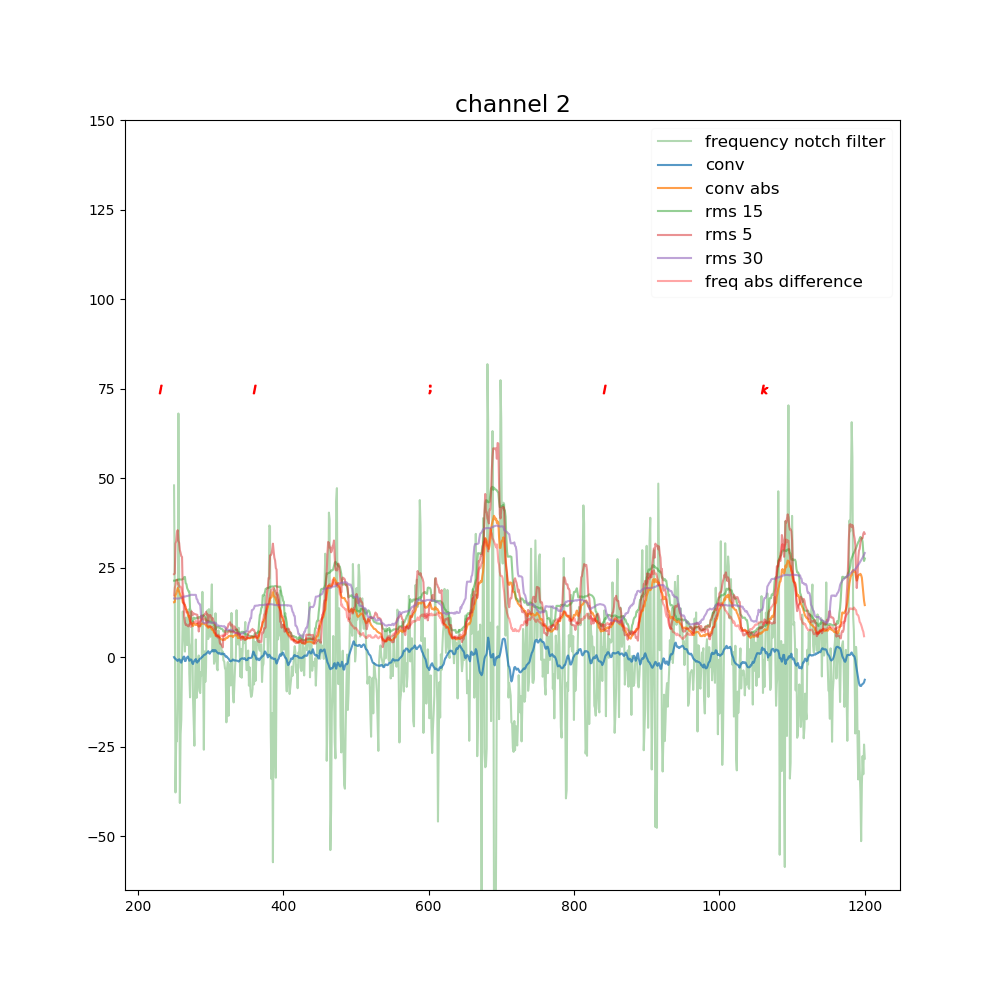 channel 2
150
125
100
75
50
25
0
−25
−50
200 400 600 800 1000 1200
frequency notch filter
conv
conv abs
rms 15
rms 5
rms 30
freq abs difference
l l ; l k